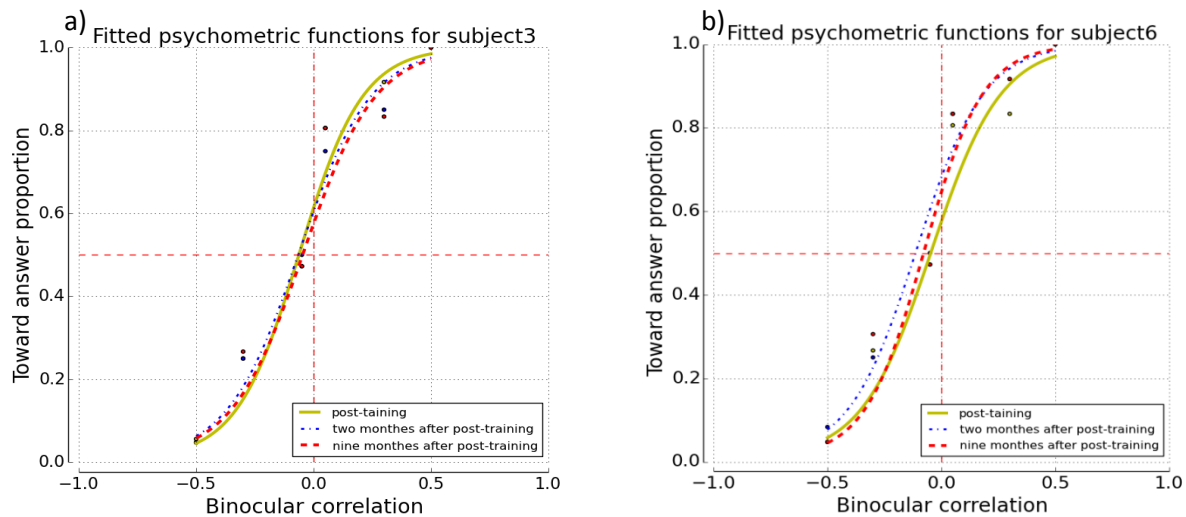 a)
Fitted psychometric functions for subject3
1.0
0.8
0.6
0.4
0.2
0.0
Toward answer proportion
post-taining
two monthes after post-training
nine monthes after post-training
−1.0 −0.5 0.0 0.5 1.0
Binocular correlation
b)
Fitted psychometric functions for subject6
1.0
0.8
0.6
0.4
0.2
0.0
Toward answer proportion
post-taining
two monthes after post-training
nine monthes after post-training
−1.0 −0.5 0.0 0.5 1.0
Binocular correlation